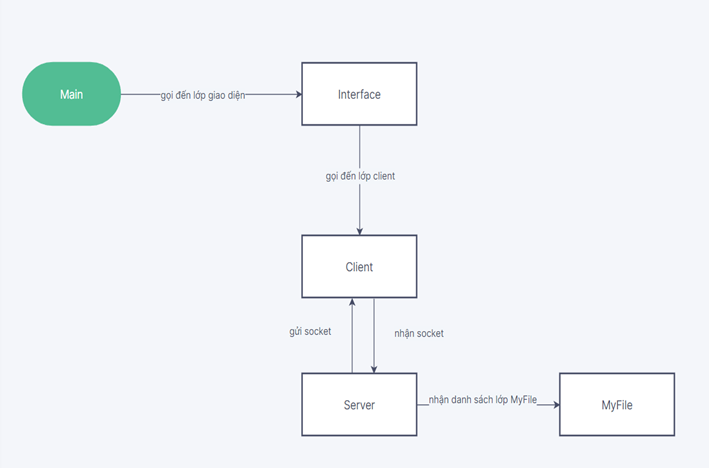 Main
gọi đến lớp giao diện
Interface
gọi đến lớp client
Client
gửi socket
nhận socket
Server
nhận danh sách lớp MyFile
MyFile